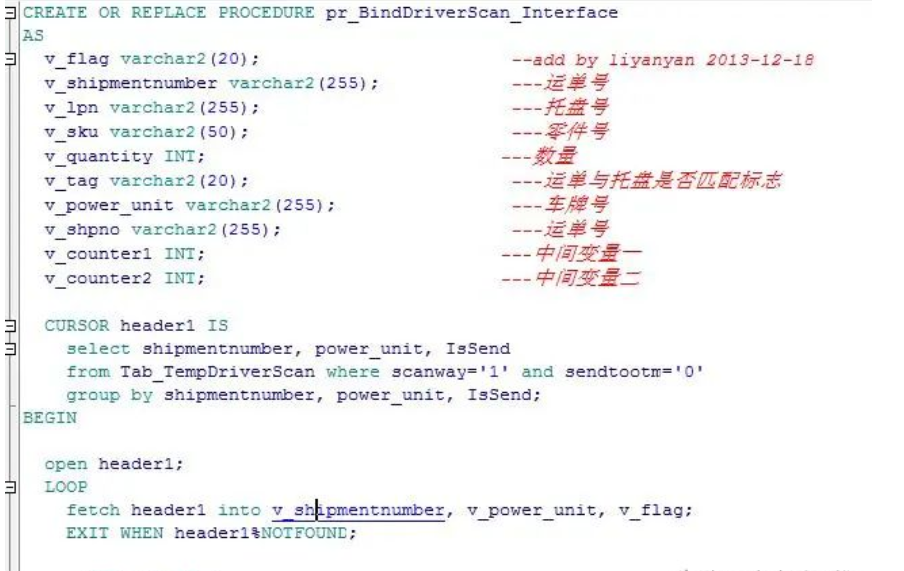 CREATE OR REPLACE PROCEDURE pr_BindDriverScan_Interface
AS
v_flag varchar2(20); --add by liyanyan 2013-12-18
v_shipmentnumber varchar2(255); ---运单号
v_lpn varchar2(255); ---托盘号
v_sku varchar2(50); ---零件号
v_quantity INT; ---数量
v_tag varchar2(20); ---运单与托盘是否匹配标志
v_power_unit varchar2(255); ---车牌号
v_shpno varchar2(255); ---运单号
v_counter1 INT; ---中间变量一
v_counter2 INT; ---中间变量二
CURSOR header1 IS
select shipmentnumber, power_unit, IsSend
from Tab_TempDriverScan where scanway='1' and sendtootm='0'
group by shipmentnumber, power_unit, IsSend;
BEGIN
open header1;
LOOP
fetch header1 into v_shipmentnumber, v_power_unit, v_flag;
EXIT WHEN header1%NOTFOUND;